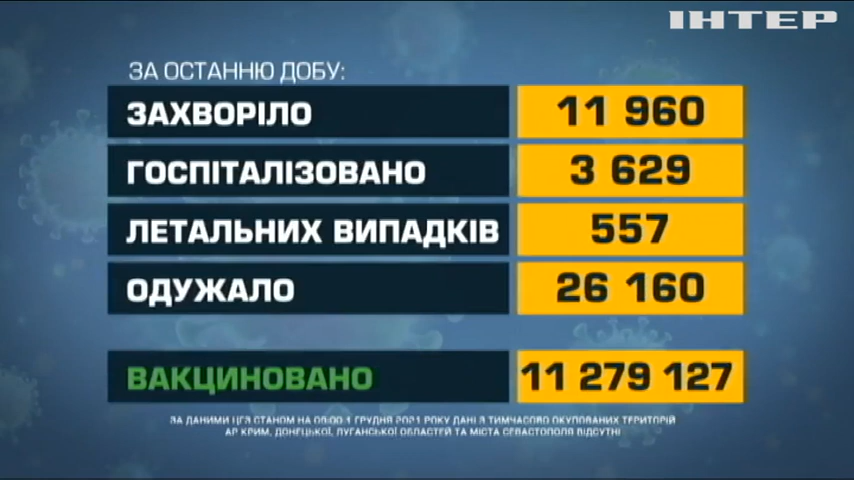 ІНТЕР
ЗА ОСТАННЮ ДОБУ:
ЗАХВОРІЛО 11 960
ГОСПІТАЛІЗОВАНО 3 629
ЛЕТАЛЬНИХ ВИПАДКІВ 557
ОДУЖАЛО 26 160
ВАКЦИНОВАНО 11 279 127
ЗА ДАНИМИ ЦГЗ СТАНОМ НА 09:00 1 ГРУДНЯ 2021 РОКУ ДАНІ З ТИМЧАСОВО ОКУПОВАНИХ ТЕРИТОРІЙ
АР КРИМ, ДОНЕЦЬКОЇ, ЛУГАНСЬКОЇ ОБЛАСТЕЙ ТА МІСТА СЕВАСТОПОЛЯ ВІДСУТНІ